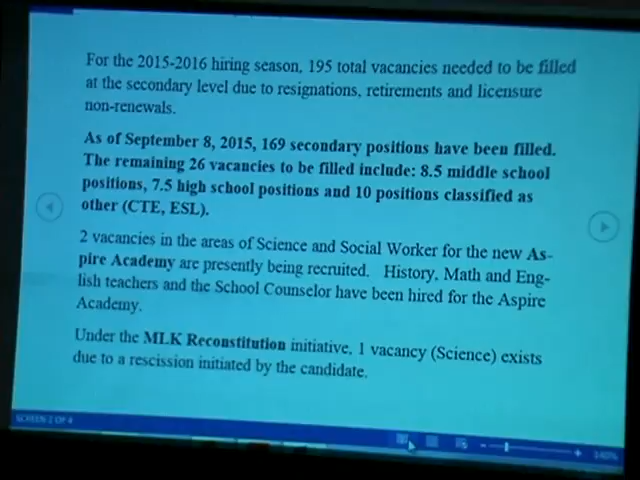 For the 2015-2016 hiring season, 195 total vacancies needed to be filled
at the secondary level due to resignations, retirements and licensure
non-renewals.
As of September 8, 2015, 169 secondary positions have been filled.
The remaining 26 vacancies to be filled include: 8.5 middle school
positions, 7.5 high school positions and 10 positions classified as
other (CTE, ESL).
2 vacancies in the areas of Science and Social Worker for the new As-
pire Academy are presently being recruited. History, Math and Eng-
lish teachers and the School Counselor have been hired for the Aspire
Academy.
Under the MLK Reconstitution initiative, 1 vacancy (Science) exists
due to a rescission initiated by the candidate.
SCREEN 2 OF 4
140%